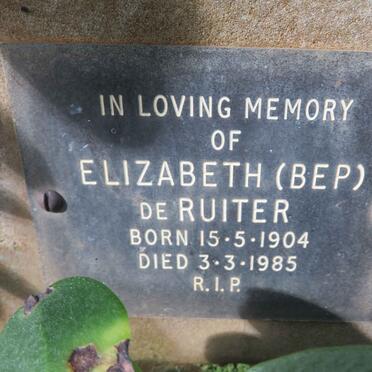 IN LOVING MEMORY
OF
ELIZABETH (BEP)
DE RUITER
BORN 15·5·1904
DIED 3·3·1985
R.I.P.